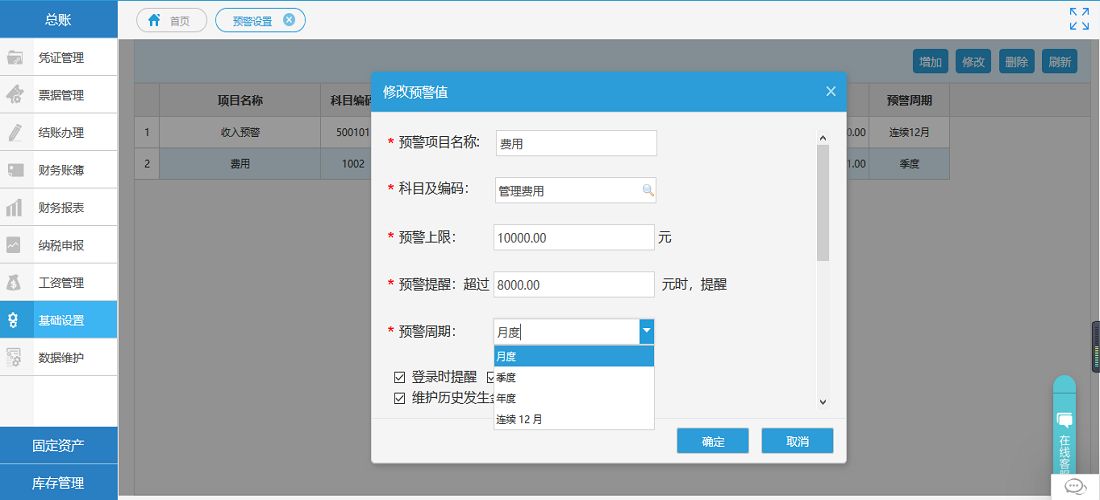 总账
首页
预警设置
凭证管理
票据管理
结账办理
财务账簿
财务报表
纳税申报
工资管理
基础设置
数据维护
固定资产
库存管理
增加 修改 删除 刷新
项目名称 科目编码 预警周期
1 收入预警 500101 0.00 连续12月
2 费用 1002 1.00 季度
修改预警值
* 预警项目名称: 费用
* 科目及编码: 管理费用
* 预警上限: 10000.00 元
* 预警提醒: 超过 8000.00 元时，提醒
* 预警周期: 月度
月度
季度
年度
连续 12 月
登录时提醒
维护历史发生
确定 取消
在线客服